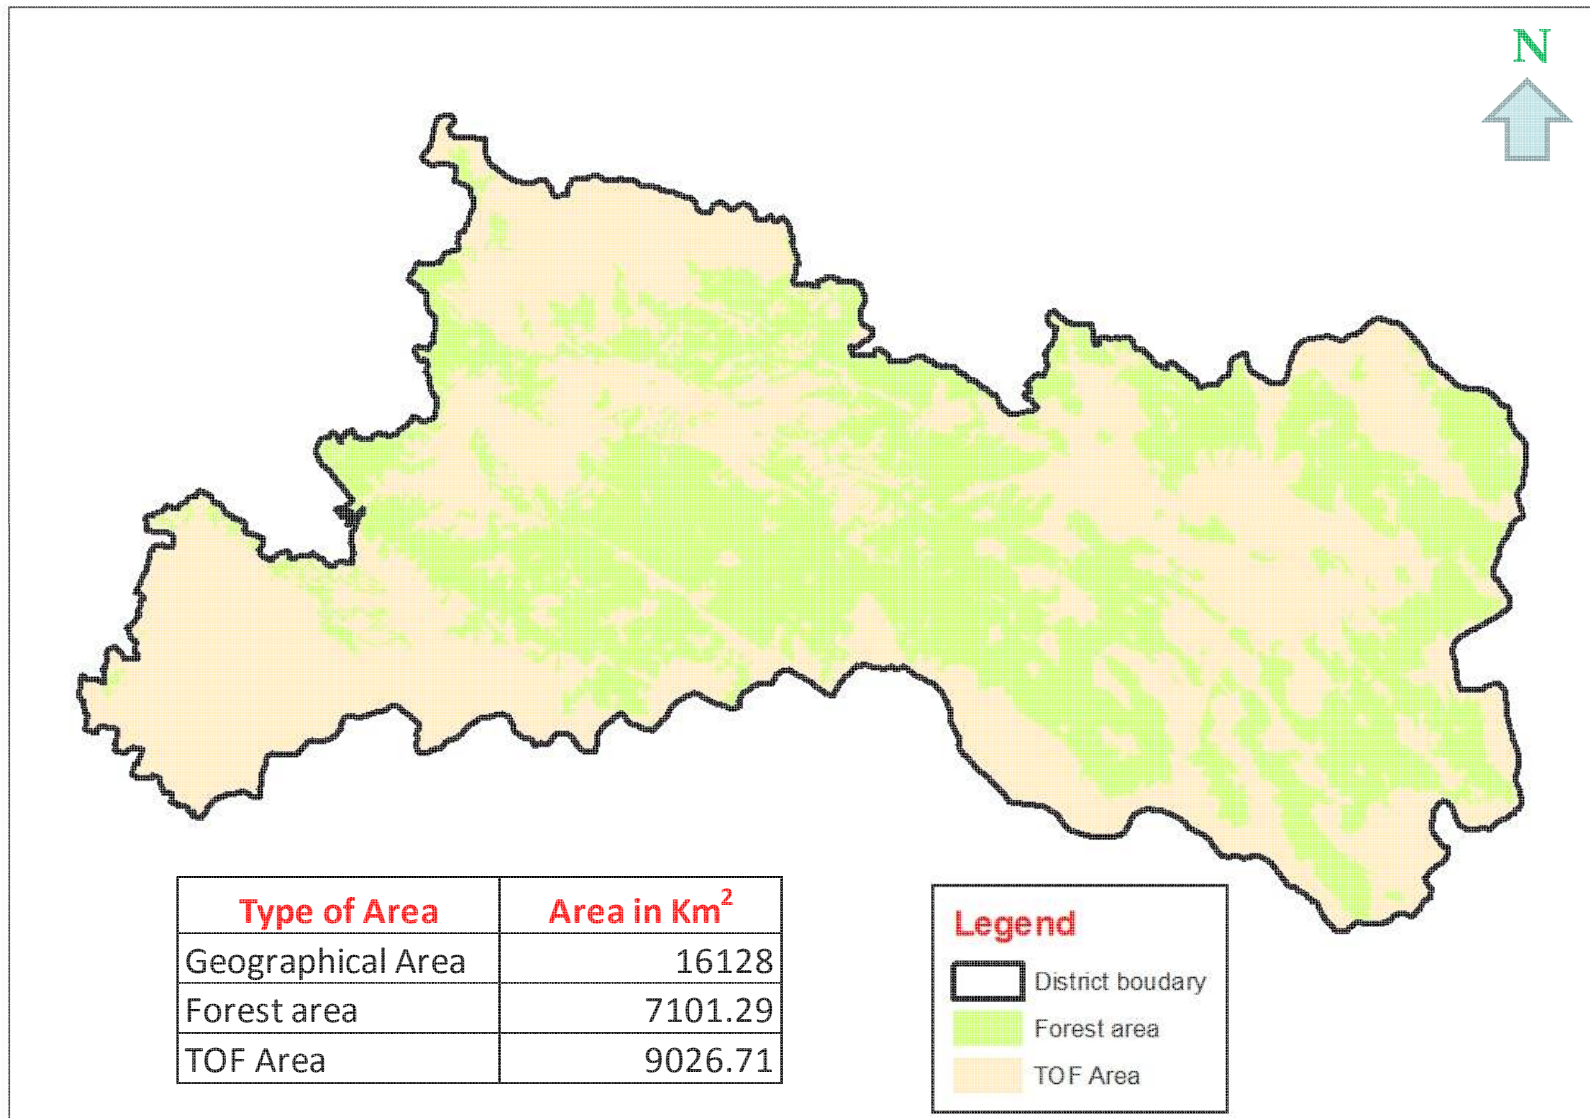 N
Type of Area Area in Km²
Geographical Area 16128
Forest area 7101.29
TOF Area 9026.71
Legend
District boudary
Forest area
TOF Area